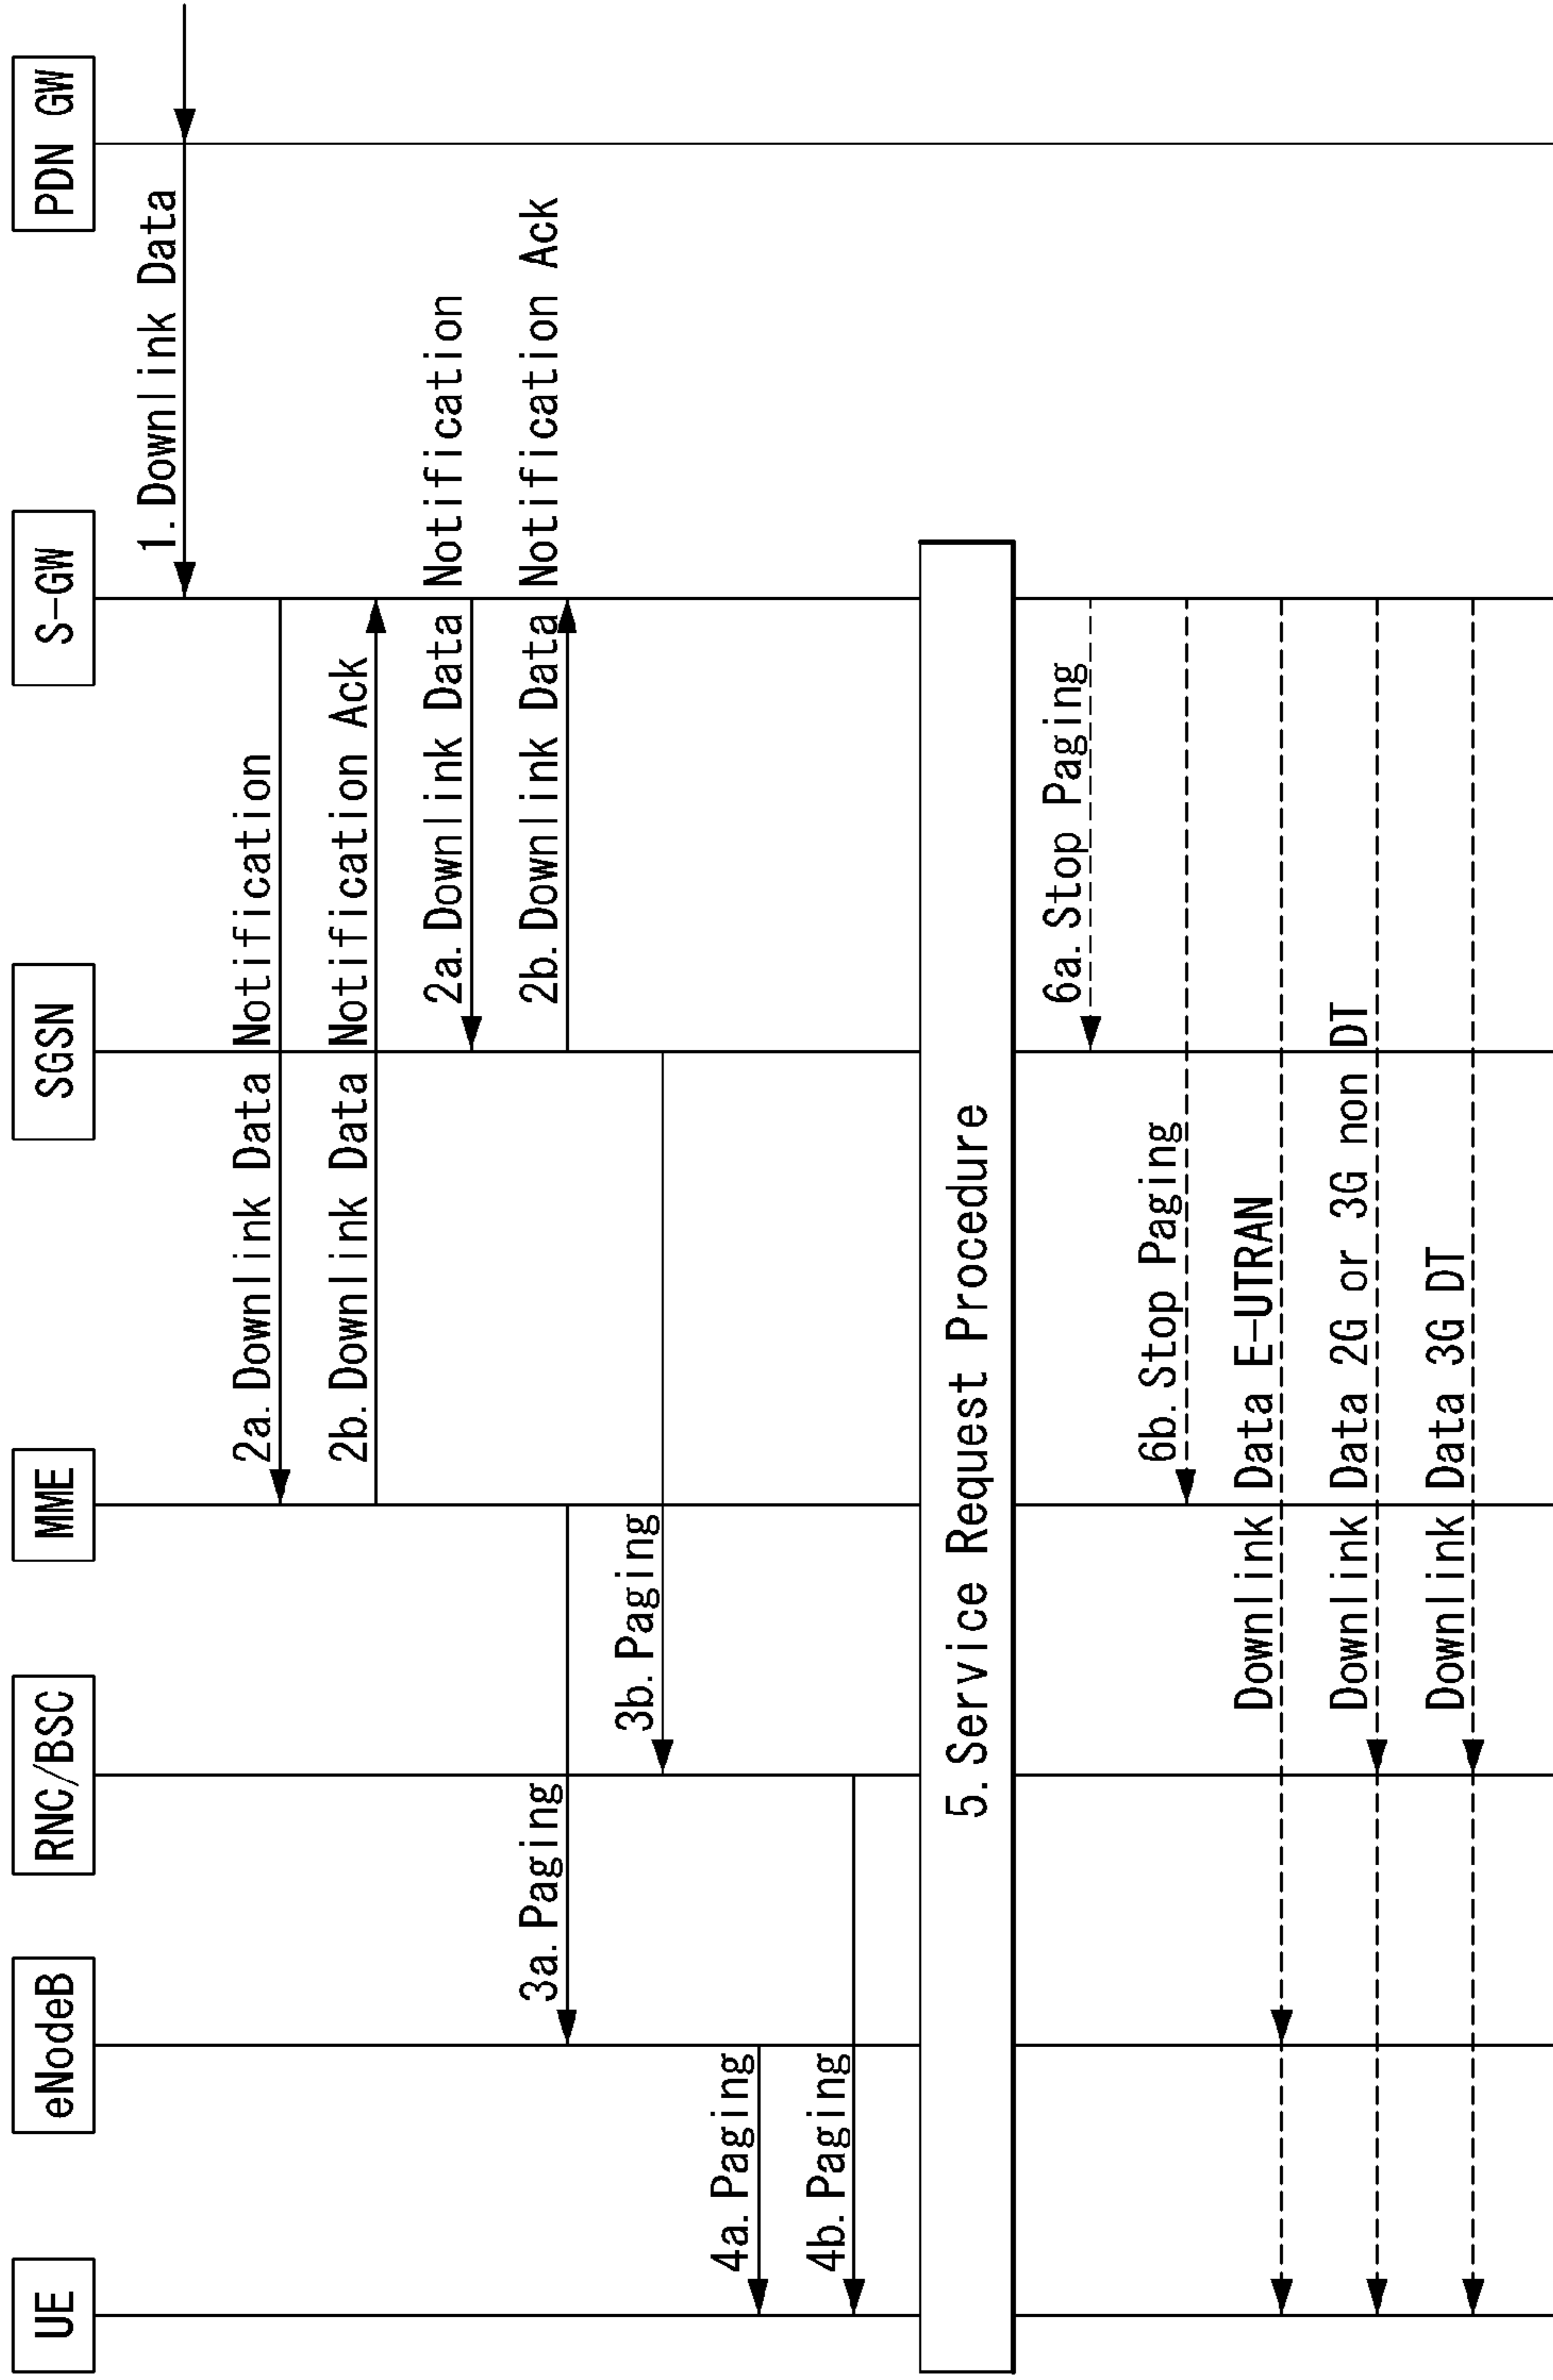 UE
eNodeB
RNC/BSC
MME
SGSN
S-GW
PDN GW
1. Downlink Data
2a. Downlink Data Notification
2b. Downlink Data Notification Ack
2a. Downlink Data Notification
3a. Paging
2b. Downlink Data Notification Ack
3b. Paging
4a. Paging
4b. Paging
5. Service Request Procedure
6a. Stop Paging
6b. Stop Paging
Downlink Data E-UTRAN
Downlink Data 2G or 3G non DT
Downlink Data 3G DT